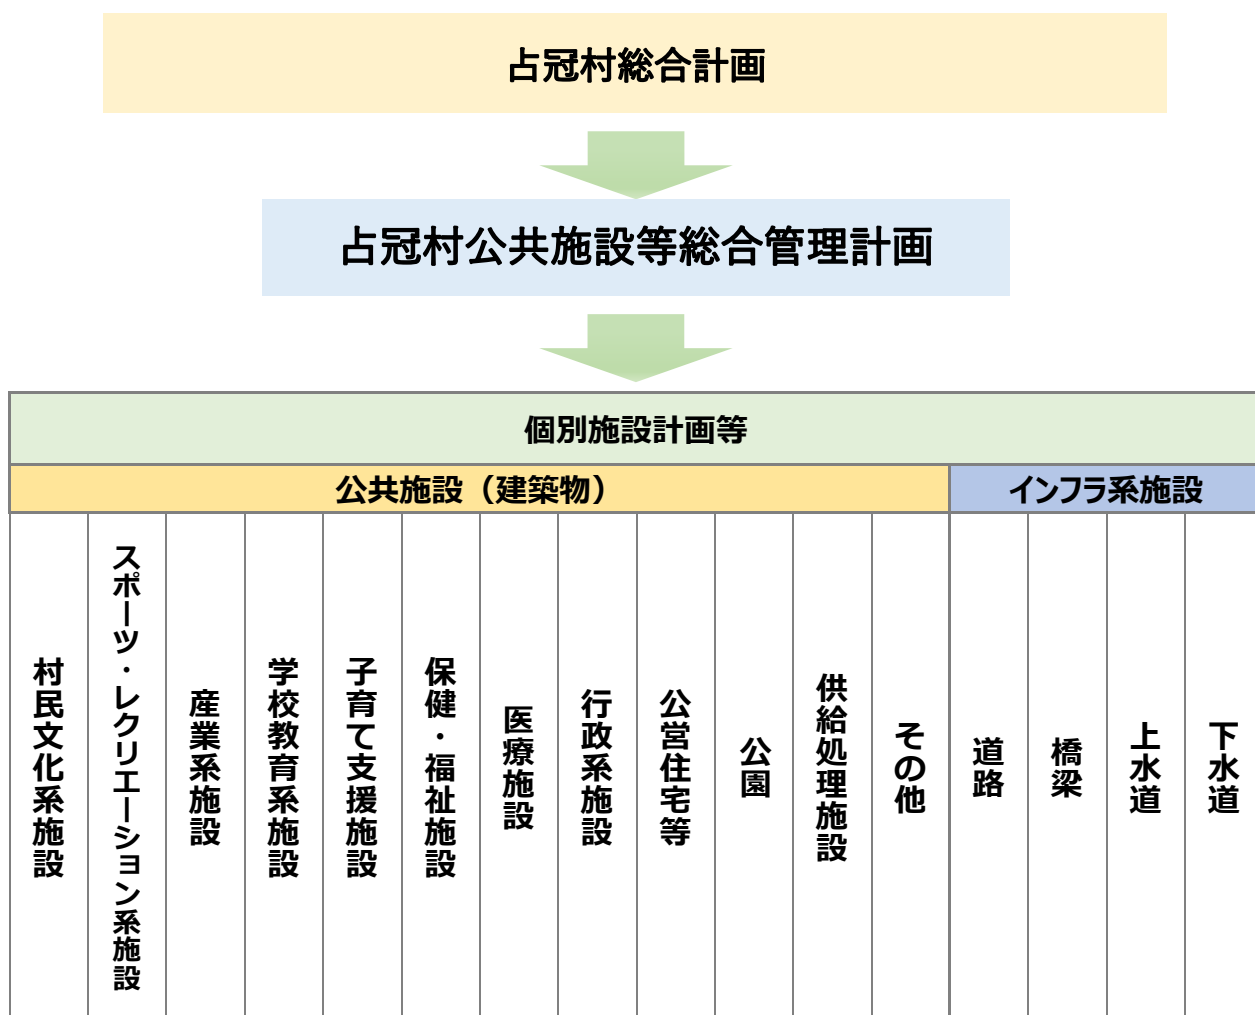 占冠村総合計画
占冠村公共施設等総合管理計画
個別施設計画等
公共施設（建築物）
インフラ系施設
村民文化系施設
スポーツ・レクリエーション系施設
産業系施設
学校教育系施設
子育て支援施設
保健・福祉施設
医療施設
行政系施設
公営住宅等
公園
供給処理施設
その他
道路
橋梁
上水道
下水道